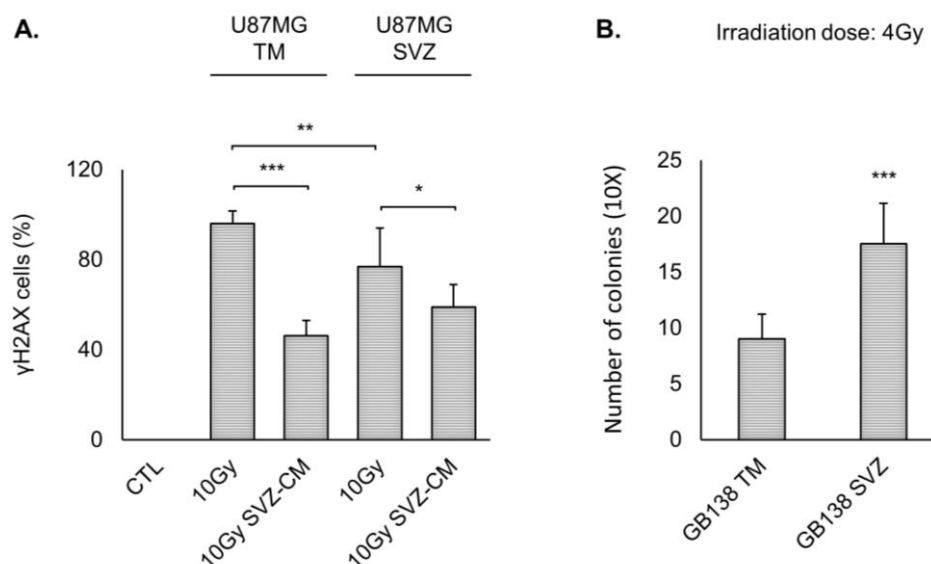 A.
U87MG
TM
U87MG
SVZ
**
***
*
γH2AX cells (%)
120
80
40
0
CTL
10Gy
10Gy SVZ-CM
10Gy
10Gy SVZ-CM
B.
Irradiation dose: 4Gy
***
Number of colonies (10X)
25
20
15
10
5
0
GB138 TM
GB138 SVZ